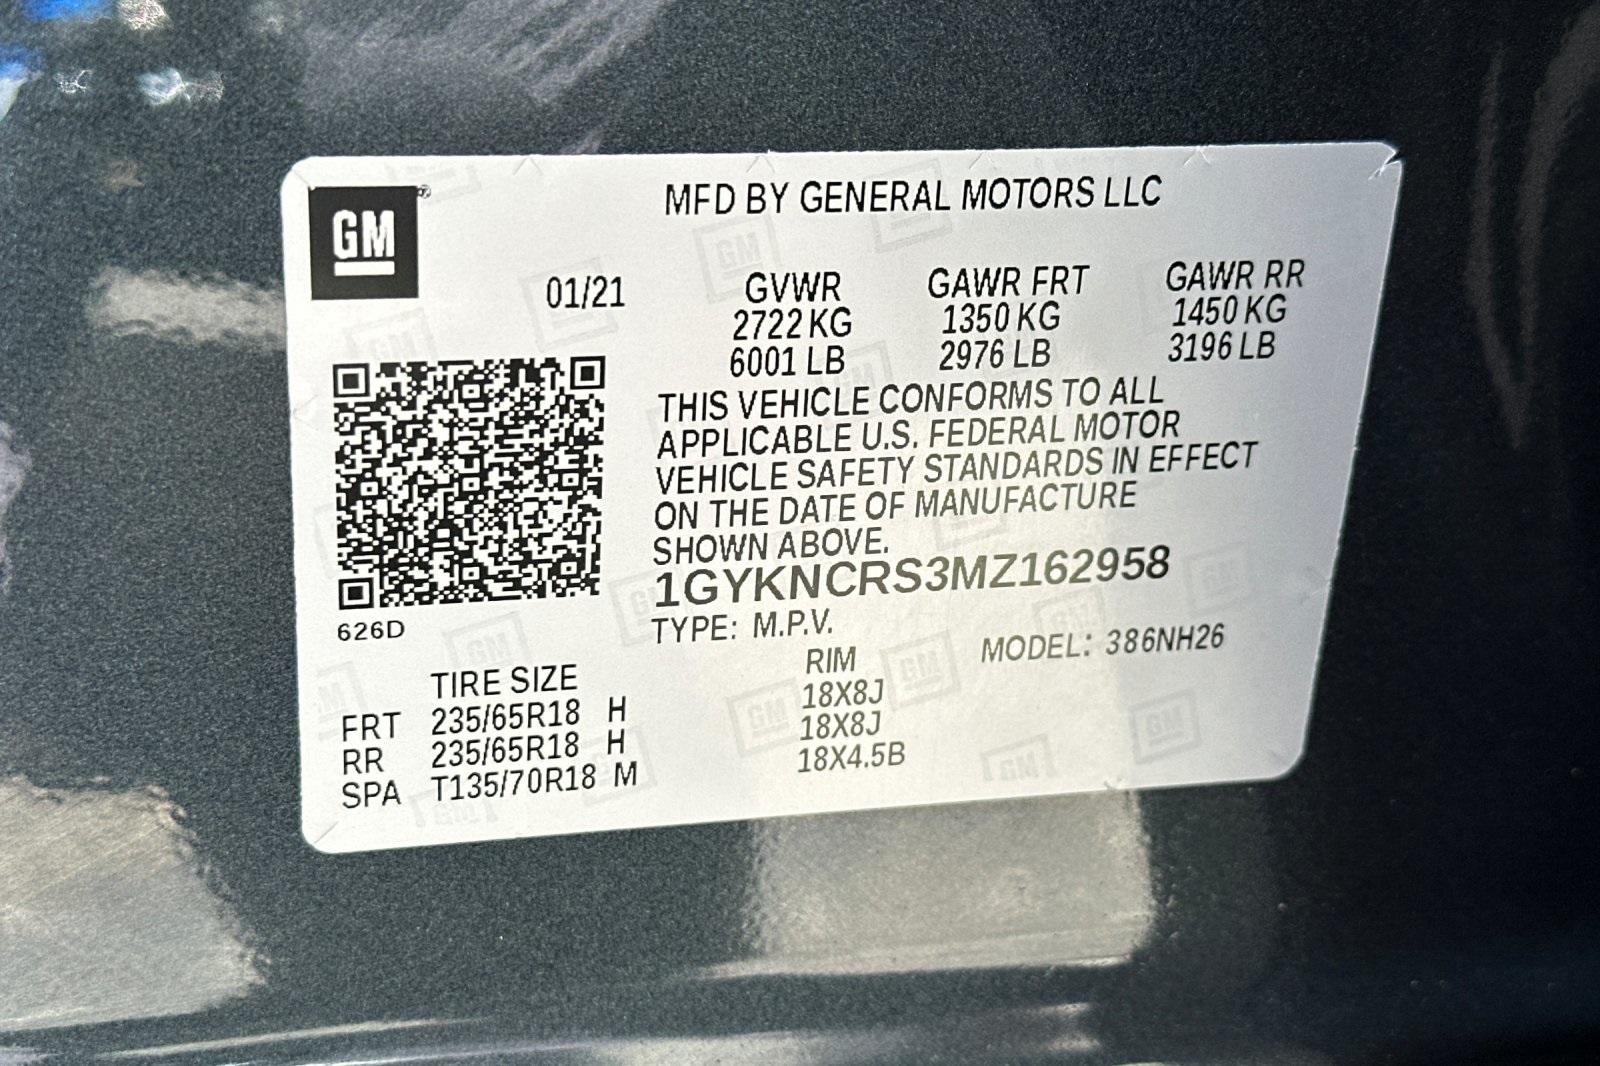 GM
MFD BY GENERAL MOTORS LLC
01/21
GVWR GAWR FRT GAWR RR
2722 KG 1350 KG 1450 KG
6001 LB 2976 LB 3196 LB
THIS VEHICLE CONFORMS TO ALL
APPLICABLE U.S. FEDERAL MOTOR
VEHICLE SAFETY STANDARDS IN EFFECT
ON THE DATE OF MANUFACTURE
SHOWN ABOVE.
1GYKNCRS3MZ162958
626D
TYPE: M.P.V. MODEL: 386NH26
TIRE SIZE RIM
FRT 235/65R18 H 18X8J
RR 235/65R18 H 18X8J
SPA T135/70R18 M 18X4.5B